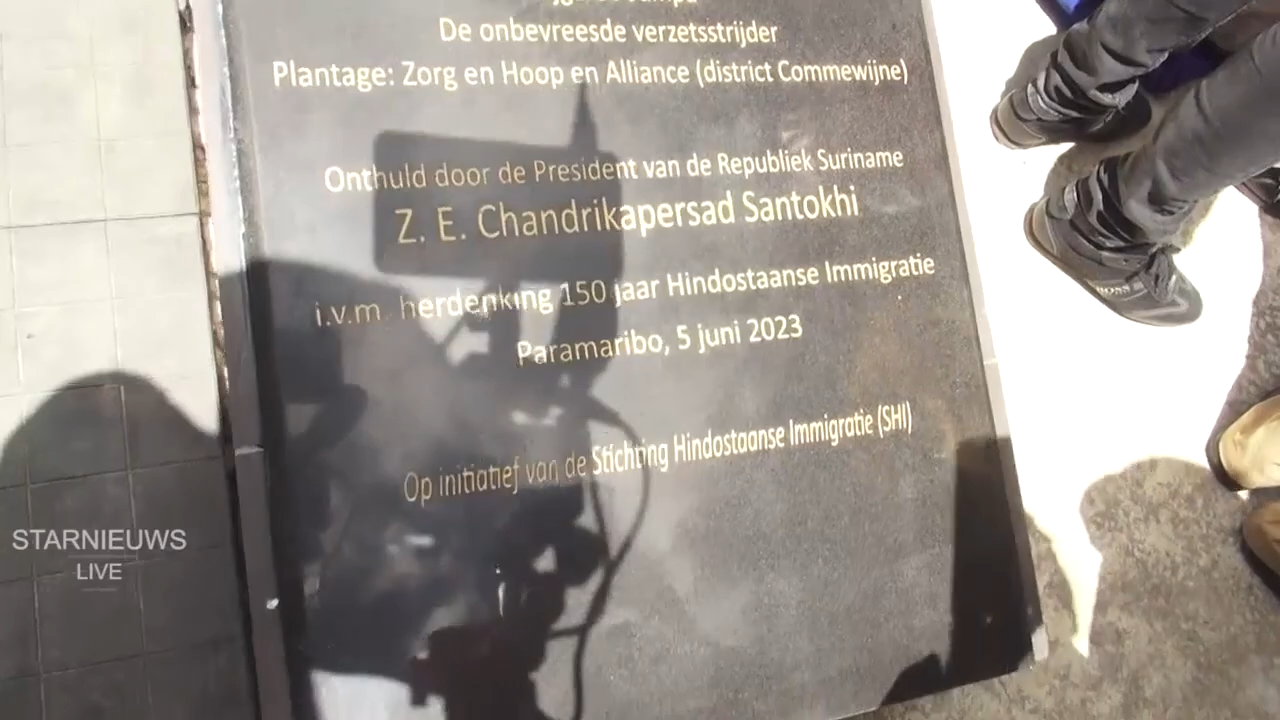 De onbevreesde verzetsstrijder
Plantage: Zorg en Hoop en Alliance (district Commewijne)
Onthuld door de President van de Republiek Suriname
Z. E. Chandrikapersad Santokhi
i.v.m. herdenking 150 jaar Hindostaanse Immigratie
Paramaribo, 5 juni 2023
Op initiatief van de Stichting Hindostaanse Immigratie (SHI)
BOSS
STARNIEUWS
LIVE